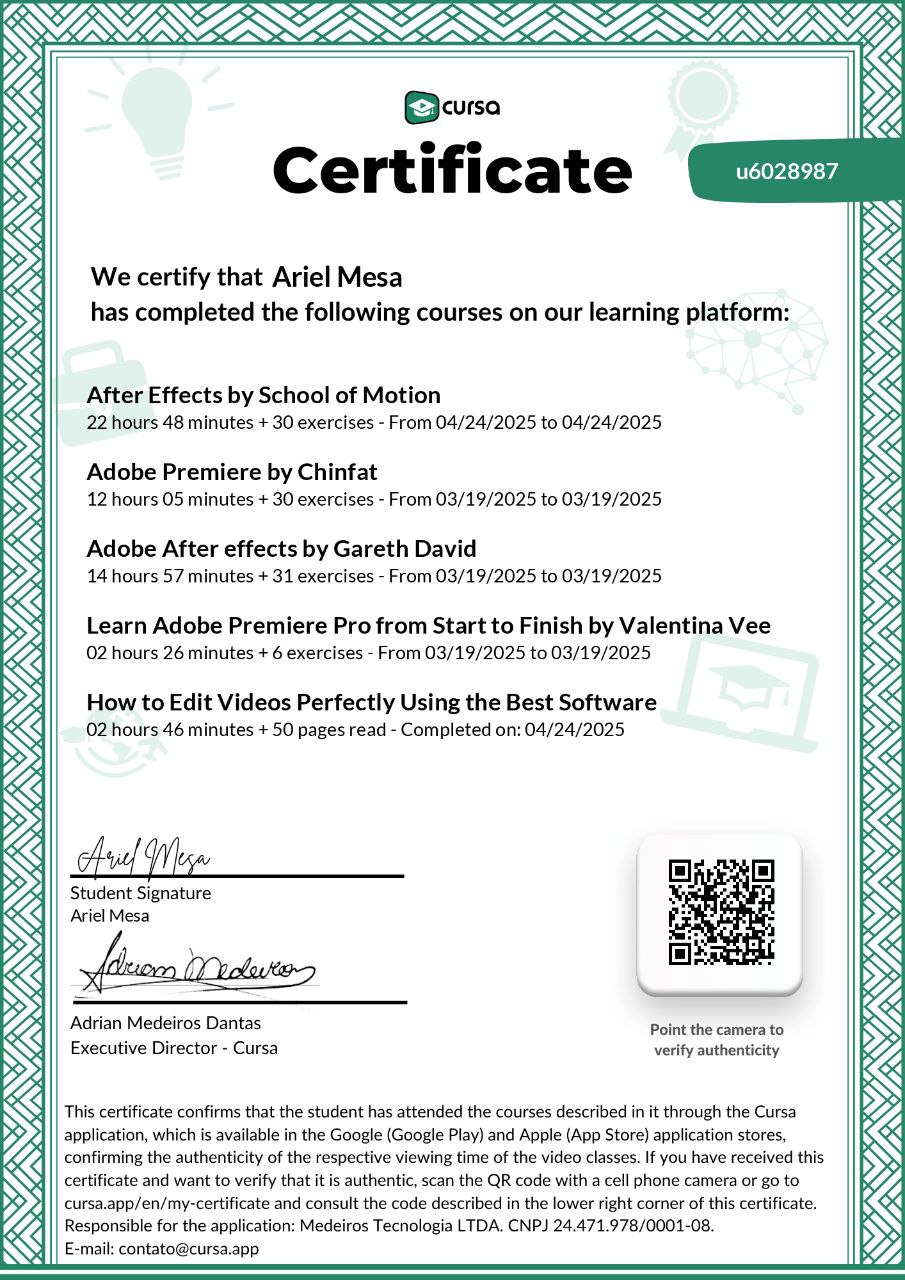 cursa
Certificate
u6028987
We certify that Ariel Mesa
has completed the following courses on our learning platform:
After Effects by School of Motion
22 hours 48 minutes + 30 exercises - From 04/24/2025 to 04/24/2025
Adobe Premiere by Chinfat
12 hours 05 minutes + 30 exercises - From 03/19/2025 to 03/19/2025
Adobe After effects by Gareth David
14 hours 57 minutes + 31 exercises - From 03/19/2025 to 03/19/2025
Learn Adobe Premiere Pro from Start to Finish by Valentina Vee
02 hours 26 minutes + 6 exercises - From 03/19/2025 to 03/19/2025
How to Edit Videos Perfectly Using the Best Software
02 hours 46 minutes + 50 pages read - Completed on: 04/24/2025
Ariel Mesa
Student Signature
Ariel Mesa
Adrian Medeiros
Adrian Medeiros Dantas
Executive Director - Cursa
Point the camera to
verify authenticity
This certificate confirms that the student has attended the courses described in it through the Cursa
application, which is available in the Google (Google Play) and Apple (App Store) application stores,
confirming the authenticity of the respective viewing time of the video classes. If you have received this
certificate and want to verify that it is authentic, scan the QR code with a cell phone camera or go to
cursa.app/en/my-certificate and consult the code described in the lower right corner of this certificate.
Responsible for the application: Medeiros Tecnologia LTDA. CNPJ 24.471.978/0001-08.
E-mail: contato@cursa.app